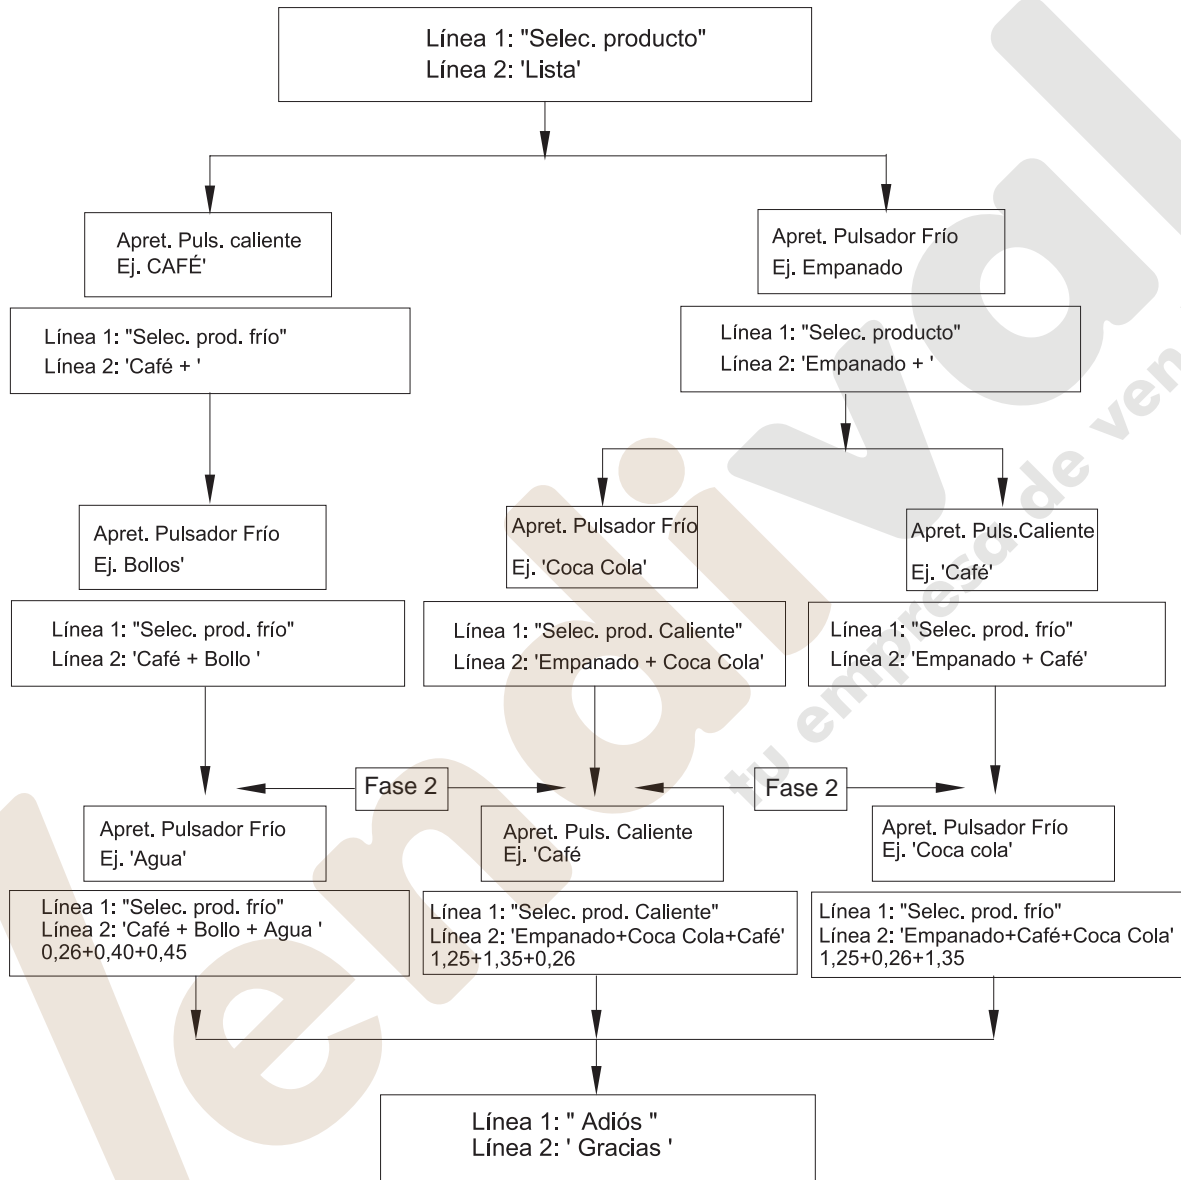 Línea 1: "Selec. producto"
Línea 2: 'Lista'
Apret. Puls. caliente
Ej. CAFÉ'
Apret. Pulsador Frío
Ej. Empanado
Línea 1: "Selec. prod. frío"
Línea 2: 'Café + '
Línea 1: "Selec. producto"
Línea 2: 'Empanado + '
Apret. Pulsador Frío
Ej. Bollos'
Apret. Pulsador Frío
Ej. 'Coca Cola'
Apret. Puls.Caliente
Ej. 'Café'
Línea 1: "Selec. prod. frío"
Línea 2: 'Café + Bollo '
Línea 1: "Selec. prod. Caliente"
Línea 2: 'Empanado + Coca Cola'
Línea 1: "Selec. prod. frío"
Línea 2: 'Empanado + Café'
Fase 2
Fase 2
Apret. Pulsador Frío
Ej. 'Agua'
Apret. Puls. Caliente
Ej. 'Café
Apret. Pulsador Frío
Ej. 'Coca cola'
Línea 1: "Selec. prod. frío"
Línea 2: 'Café + Bollo + Agua '
0,26+0,40+0,45
Línea 1: "Selec. prod. Caliente"
Línea 2: 'Empanado+Coca Cola+Café'
1,25+1,35+0,26
Línea 1: "Selec. prod. frío"
Línea 2: 'Empanado+Café+Coca Cola'
1,25+0,26+1,35
Línea 1: " Adiós "
Línea 2: ' Gracias '
Vendival
tu empresa de ven